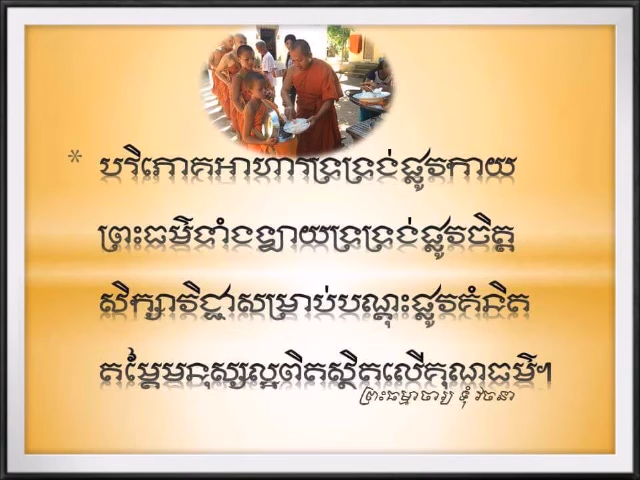 * បរិភោគអាហារទ្រទ្រង់ផ្លូវកាយ
ព្រះធម៌ទាំងឡាយទ្រទ្រង់ផ្លូវចិត្ត
សិក្សាវិជ្ជាសម្រាប់បណ្ដុះផ្លូវគំនិត
តម្លៃមនុស្សល្អពិតស្ថិតលើគុណធម៌។
ព្រះធម្មាចារ្យ ទុំ វចនា